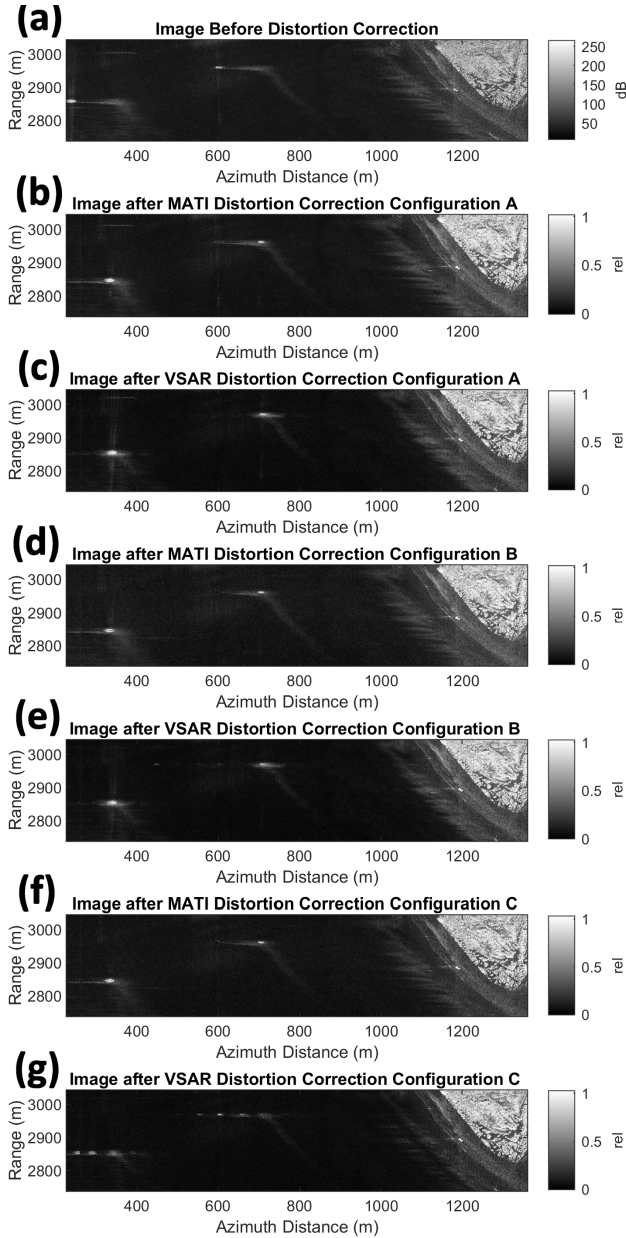 (a)
Image Before Distortion Correction
3000
2900
2800
Range (m)
400 600 800 1000 1200
Azimuth Distance (m)
250
200
150
100
50
dB
(b)
Image after MATI Distortion Correction Configuration A
3000
2900
2800
Range (m)
400 600 800 1000 1200
Azimuth Distance (m)
1
0.5
0
rel
(c)
Image after VSAR Distortion Correction Configuration A
3000
2900
2800
Range (m)
400 600 800 1000 1200
Azimuth Distance (m)
1
0.5
0
rel
(d)
Image after MATI Distortion Correction Configuration B
3000
2900
2800
Range (m)
400 600 800 1000 1200
Azimuth Distance (m)
1
0.5
0
rel
(e)
Image after VSAR Distortion Correction Configuration B
3000
2900
2800
Range (m)
400 600 800 1000 1200
Azimuth Distance (m)
1
0.5
0
rel
(f)
Image after MATI Distortion Correction Configuration C
3000
2900
2800
Range (m)
400 600 800 1000 1200
Azimuth Distance (m)
1
0.5
0
rel
(g)
Image after VSAR Distortion Correction Configuration C
3000
2900
2800
Range (m)
400 600 800 1000 1200
Azimuth Distance (m)
1
0.5
0
rel